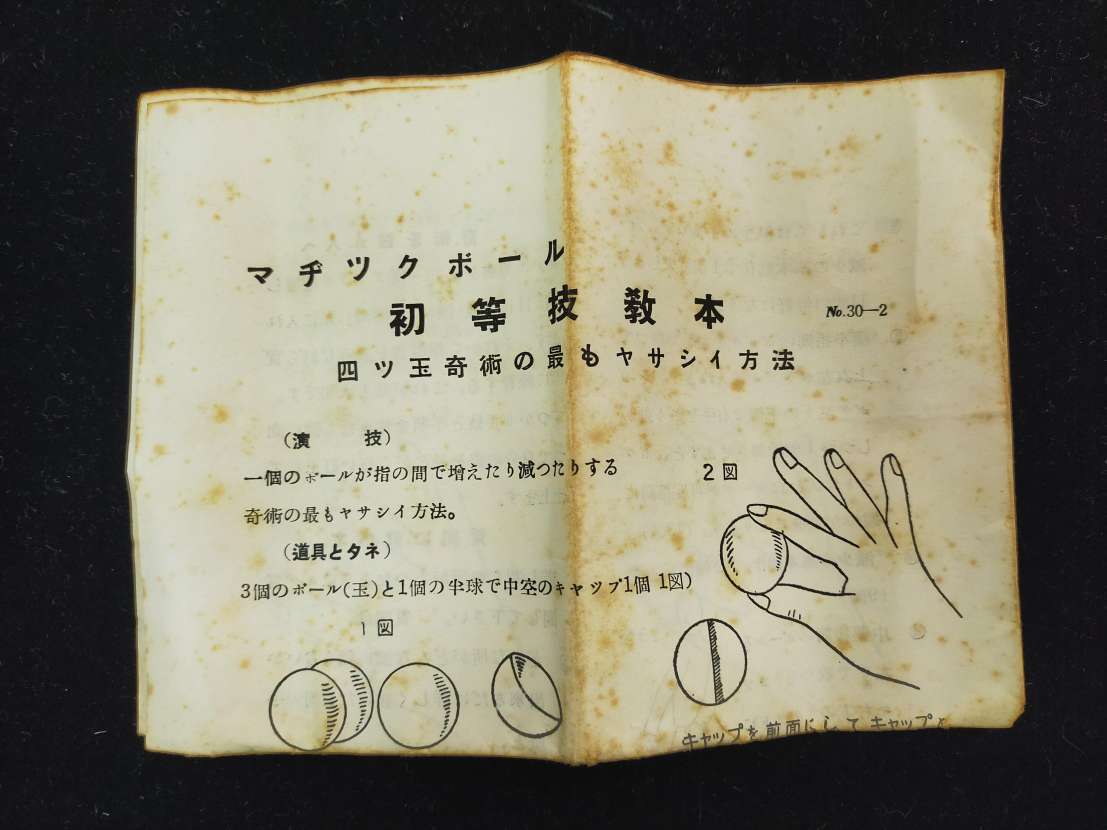 マヂツクボール
初等技教本
No.30—2
四ツ玉奇術の最もヤサシイ方法
（演　技）
一個のボールが指の間で増えたり減つたりする
奇術の最もヤサシイ方法。
（道具とタネ）
3個のボール(玉)と1個の半球で中空のキャップ1個 1図)
1図
2図
キャップを前面にして キャップと